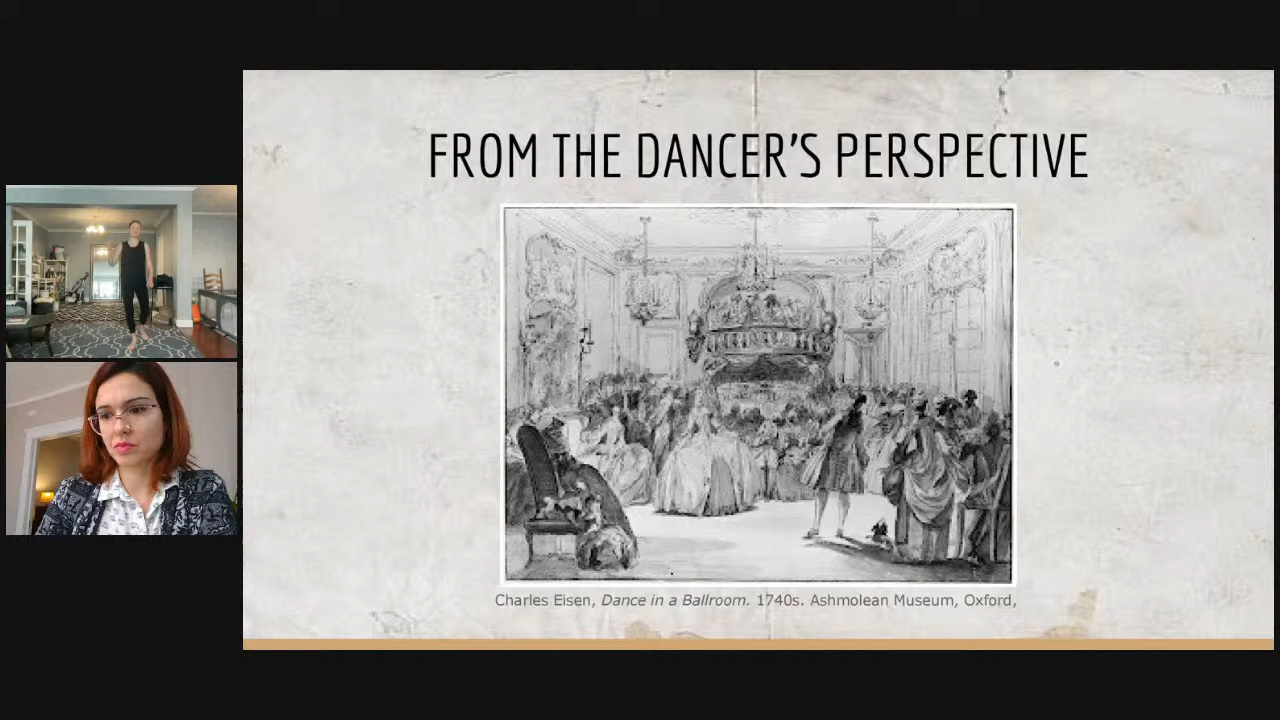 FROM THE DANCER'S PERSPECTIVE
Charles Eisen, Dance in a Ballroom. 1740s. Ashmolean Museum, Oxford,